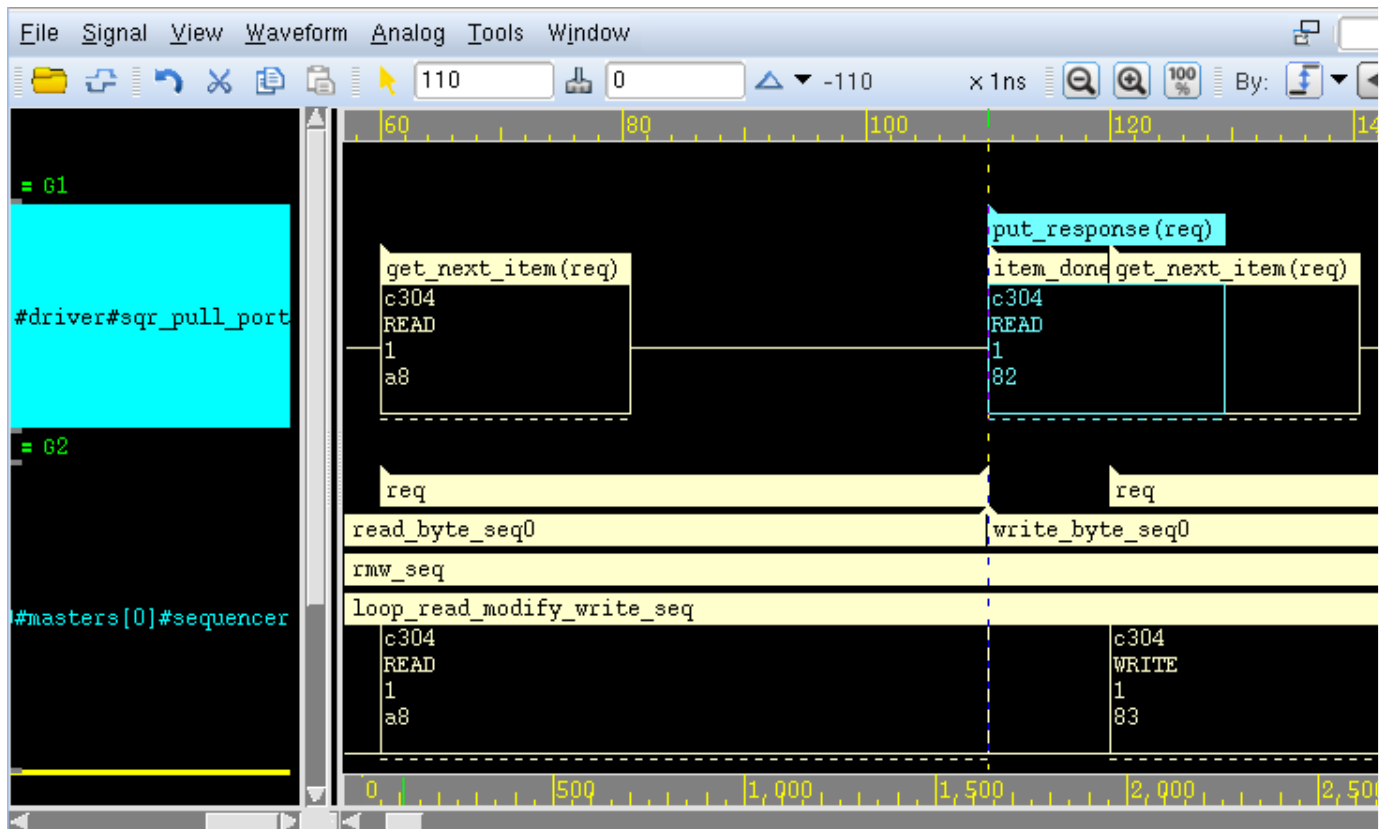 File Signal View Waveform Analog Tools Window
110 0 -110 x 1ns 100 % By:
60 80 100 120 14
= G1
put_response(req)
get_next_item(req) item_done get_next_item(req)
#driver#sqr_pull_port
c304 c304
READ READ
1 1
a8 82
= G2
req req
read_byte_seq0 write_byte_seq0
rmw_seq
#masters[0]#sequencer
loop_read_modify_write_seq
c304 c304
READ WRITE
1 1
a8 83
0 500 1,000 1,500 2,000 2,500